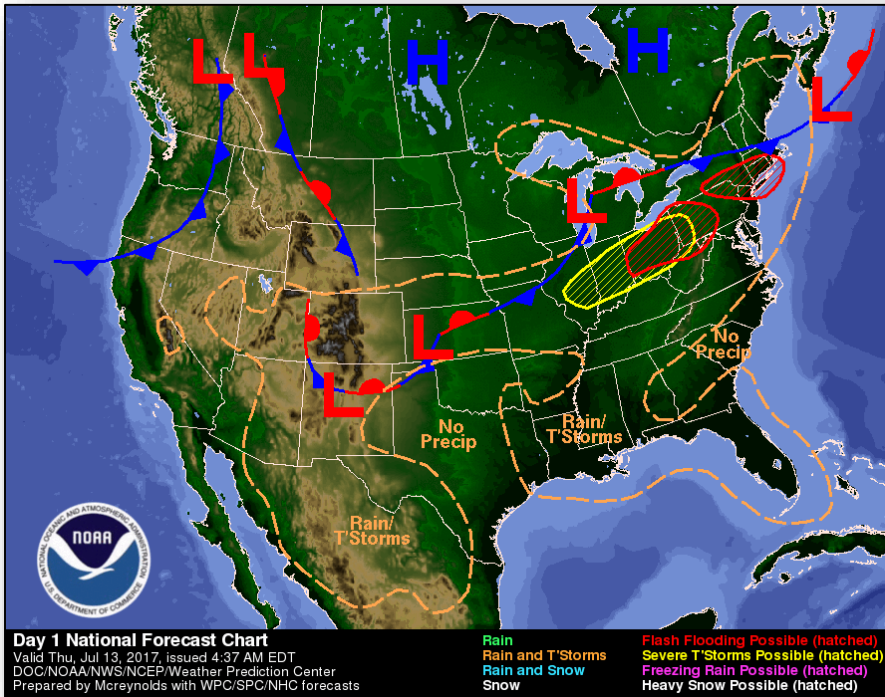 L
L
H
H
L
L
No
Precip
L
L
No
Precip
Rain/
T'Storms
Rain/
T'Storms
NATIONAL OCEANIC AND ATMOSPHERIC ADMINISTRATION
NOAA
U.S. DEPARTMENT OF COMMERCE
Day 1 National Forecast Chart
Valid Thu, Jul 13, 2017, issued 4:37 AM EDT
DOC/NOAA/NWS/NCEP/Weather Prediction Center
Prepared by Mcreynolds with WPC/SPC/NHC forecasts
Rain
Rain and T'Storms
Rain and Snow
Snow
Flash Flooding Possible (hatched)
Severe T'Storms Possible (hatched)
Freezing Rain Possible (hatched)
Heavy Snow Possible (hatched)